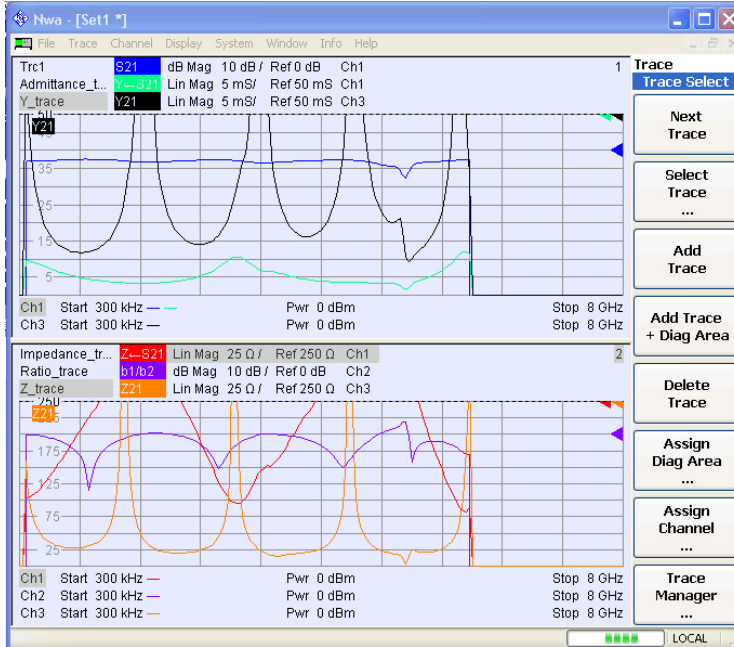 Nwa - [Set1 *]
File Trace Channel Display System Window Info Help
Trc1 S21 dB Mag 10 dB / Ref 0 dB Ch1 1
Admittance_t... Y←S21 Lin Mag 5 mS/ Ref 50 mS Ch1
Y_trace Y21 Lin Mag 5 mS/ Ref 50 mS Ch3
50
Y21
45
35
25
15
5
Ch1 Start 300 kHz Pwr 0 dBm Stop 8 GHz
Ch3 Start 300 kHz Pwr 0 dBm Stop 8 GHz
Impedance_tr... Z←S21 Lin Mag 25 Ω / Ref 250 Ω Ch1 2
Ratio_trace b1/b2 dB Mag 10 dB / Ref 0 dB Ch2
Z_trace Z21 Lin Mag 25 Ω / Ref 250 Ω Ch3
250
Z21
225
175
125
75
25
Ch1 Start 300 kHz Pwr 0 dBm Stop 8 GHz
Ch2 Start 300 kHz Pwr 0 dBm Stop 8 GHz
Ch3 Start 300 kHz Pwr 0 dBm Stop 8 GHz
Trace
Trace Select
Next
Trace
Select
Trace
...
Add
Trace
Add Trace
+ Diag Area
Delete
Trace
Assign
Diag Area
...
Assign
Channel
...
Trace
Manager
...
LOCAL